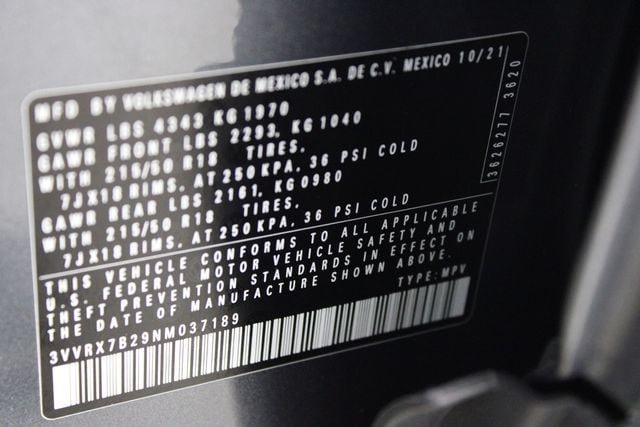 MFD BY VOLKSWAGEN DE MEXICO S.A. DE C.V. MEXICO 10/21
GVWR LBS 4343 KG 1970
GAWR FRONT LBS 2293, KG 1040
WITH 215/50 R18 TIRES.
7JX18 RIMS, AT 250 KPA, 36 PSI COLD
GAWR REAR LBS 2161, KG 0980
WITH 215/50 R18 TIRES.
7JX18 RIMS, AT 250 KPA, 36 PSI COLD
3626277 3620
THIS VEHICLE CONFORMS TO ALL APPLICABLE
U.S. FEDERAL MOTOR VEHICLE SAFETY AND
THEFT PREVENTION STANDARDS IN EFFECT ON
THE DATE OF MANUFACTURE SHOWN ABOVE.
3VVRX7B29NM037189 TYPE: MPV